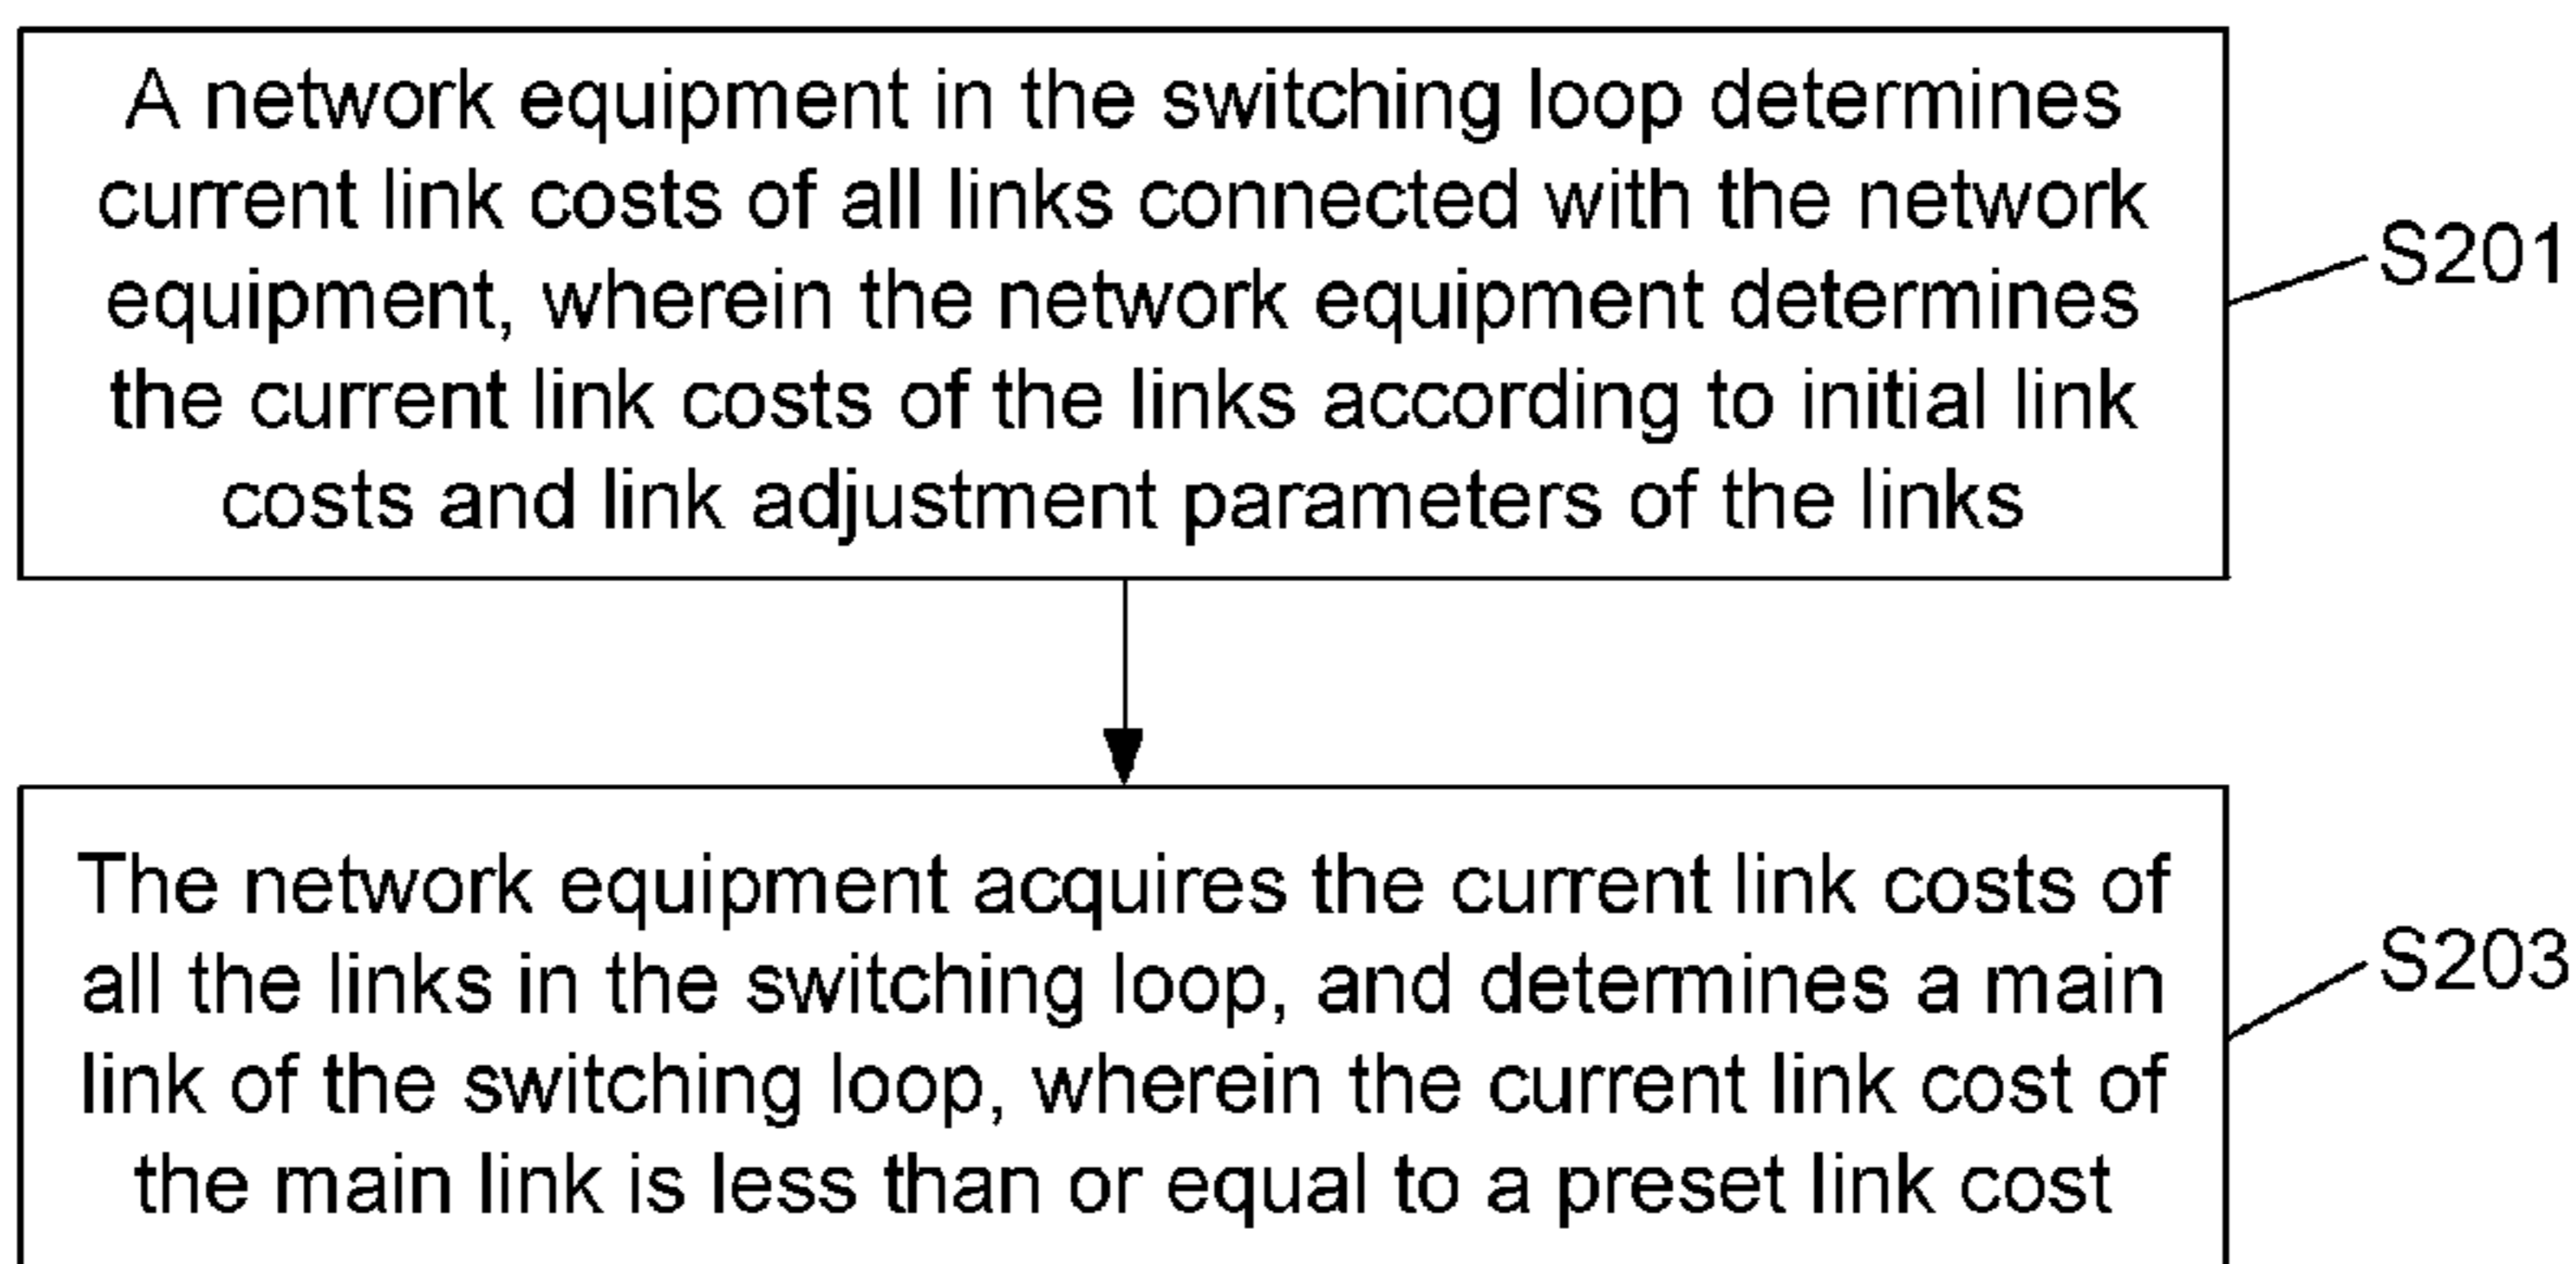 A network equipment in the switching loop determines
current link costs of all links connected with the network
equipment, wherein the network equipment determines
the current link costs of the links according to initial link
costs and link adjustment parameters of the links
S201
The network equipment acquires the current link costs of
all the links in the switching loop, and determines a main
link of the switching loop, wherein the current link cost of
the main link is less than or equal to a preset link cost
S203